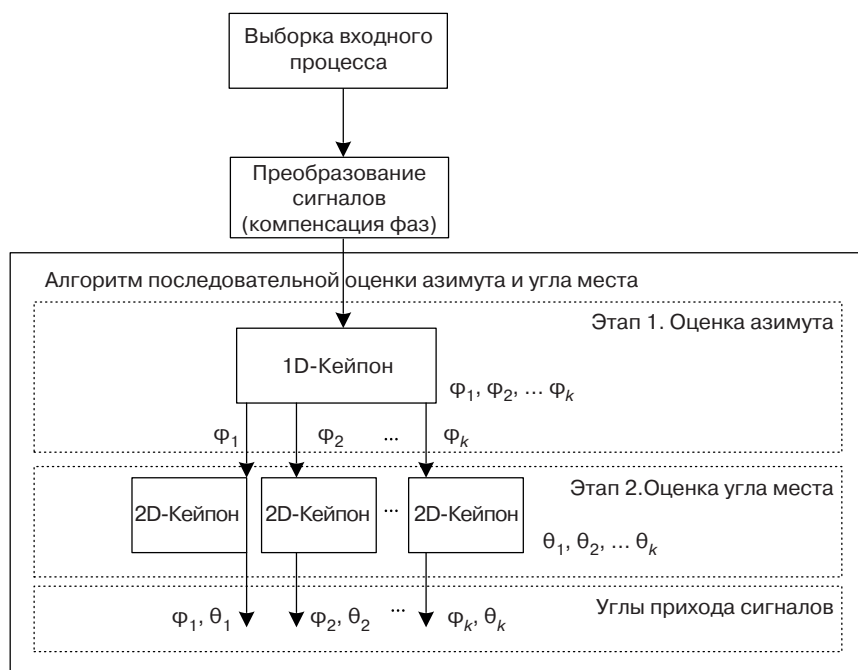 Выборка входного
процесса
Преобразование
сигналов
(компенсация фаз)
Алгоритм последовательной оценки азимута и угла места
Этап 1. Оценка азимута
1D-Кейпон
φ1, φ2, ... φk
φ1 φ2 ... φk
Этап 2.Оценка угла места
2D-Кейпон 2D-Кейпон ... 2D-Кейпон
θ1, θ2, ... θk
Углы прихода сигналов
φ1, θ1 φ2, θ2 ... φk, θk